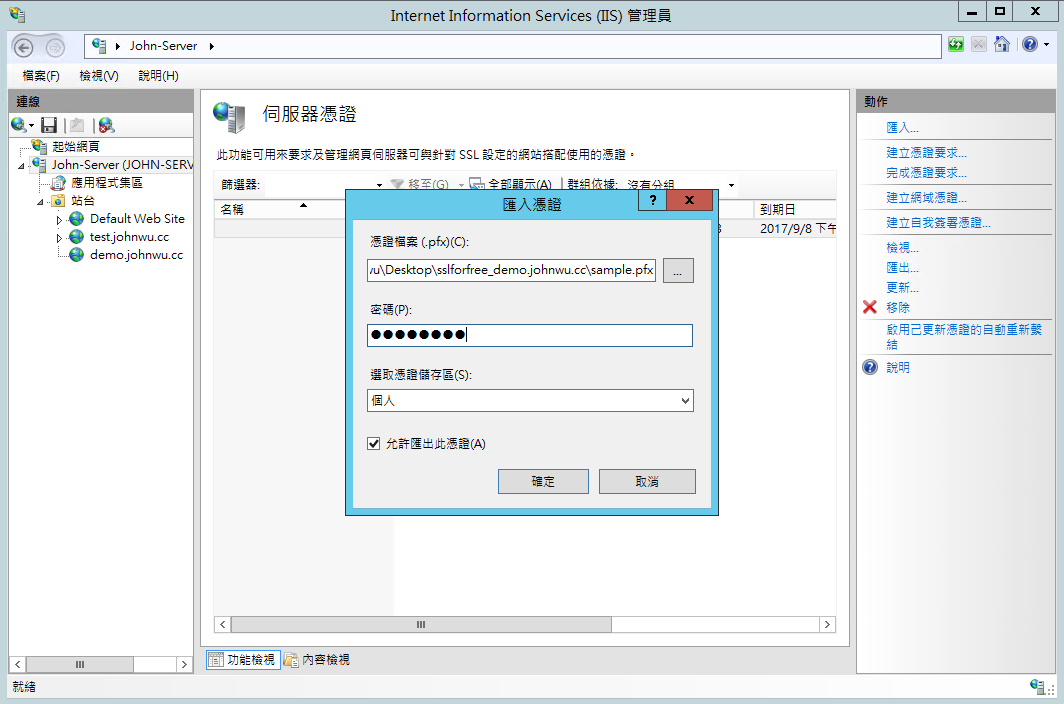 Internet Information Services (IIS) 管理員
John-Server
檔案(F) 檢視(V) 說明(H)
連線
起始網頁
John-Server (JOHN-SERV
應用程式集區
站台
Default Web Site
test.johnwu.cc
demo.johnwu.cc
伺服器憑證
此功能可用來要求及管理網頁伺服器可與針對 SSL 設定的網站搭配使用的憑證。
篩選器: 移至(G) 全部顯示(A) 群組依據: 沒有分組
名稱 到期日
2017/9/8 下午
匯入憑證
?
憑證檔案 (.pfx)(C):
\Desktop\sslforfree_demo.johnwu.cc\sample.pfx ...
密碼(P):
選取憑證儲存區(S):
個人
允許匯出此憑證(A)
確定 取消
功能檢視 內容檢視
動作
匯入...
建立憑證要求...
完成憑證要求...
建立網域憑證...
建立自我簽署憑證...
檢視...
匯出...
更新...
移除
啟用已更新憑證的自動重新繫
結
說明
就緒